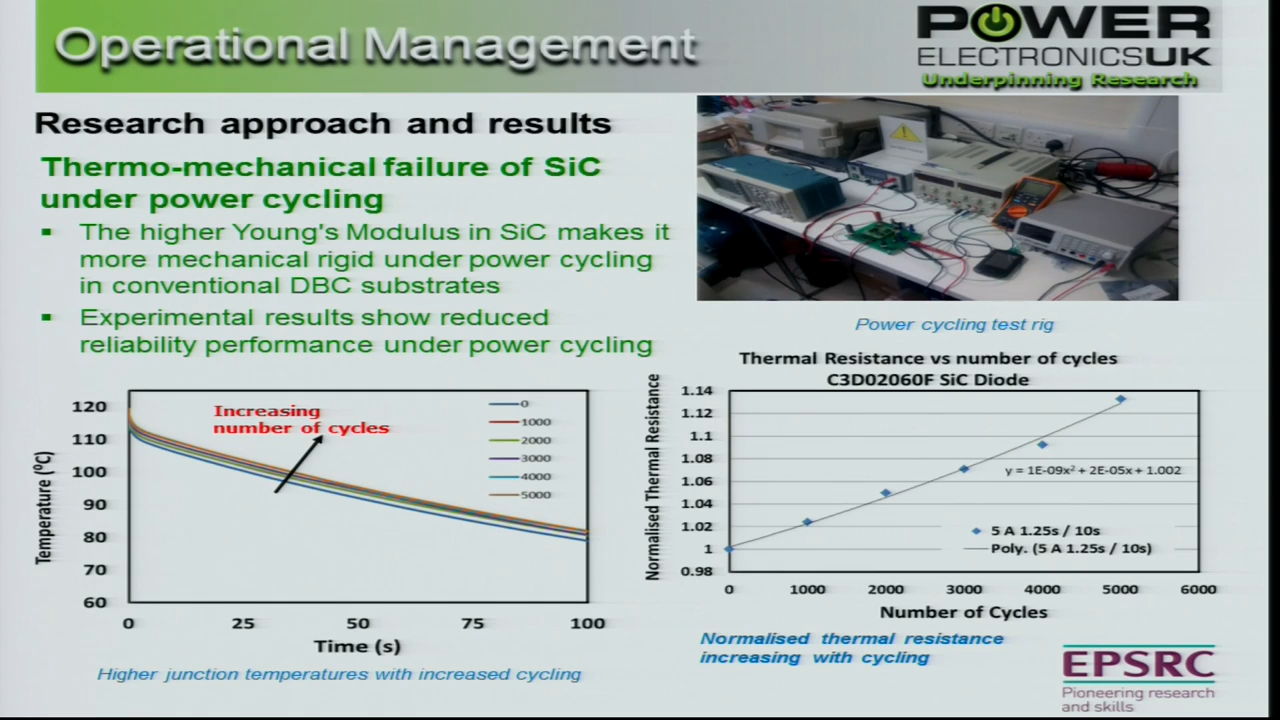 Operational Management
POWER
ELECTRONICSUK
Underpinning Research
Research approach and results
Thermo-mechanical failure of SiC
under power cycling
▪ The higher Young's Modulus in SiC makes it
more mechanical rigid under power cycling
in conventional DBC substrates
▪ Experimental results show reduced
reliability performance under power cycling
Power cycling test rig
Temperature (⁰C)
120
110
100
90
80
70
60
Increasing
number of cycles
0
1000
2000
3000
4000
5000
0 25 50 75 100
Time (s)
Higher junction temperatures with increased cycling
Thermal Resistance vs number of cycles
C3D02060F SiC Diode
Normalised Thermal Resistance
1.14
1.12
1.1
1.08
1.06
1.04
1.02
1
0.98
y = 1E-09x² + 2E-05x + 1.002
5 A 1.25s / 10s
Poly. (5 A 1.25s / 10s)
0 1000 2000 3000 4000 5000 6000
Number of Cycles
Normalised thermal resistance
increasing with cycling
EPSRC
Pioneering research
and skills